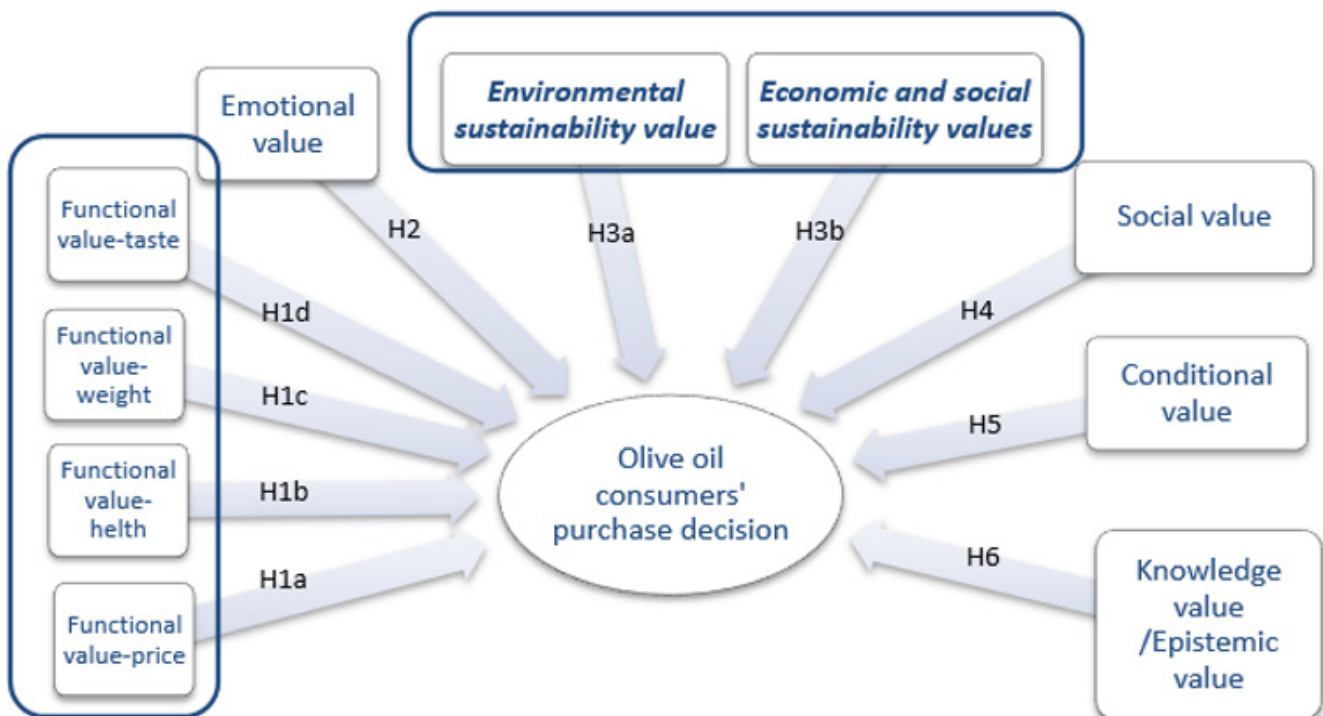 Environmental
sustainability value
Economic and social
sustainability values
Emotional
value
Functional
value-taste
Social value
H2
H3a
H3b
H1d
H4
Functional
value-
weight
Conditional
value
H1c
H5
Olive oil
consumers'
purchase decision
Functional
value-
helth
H1b
H6
Knowledge
value
/Epistemic
value
H1a
Functional
value-price